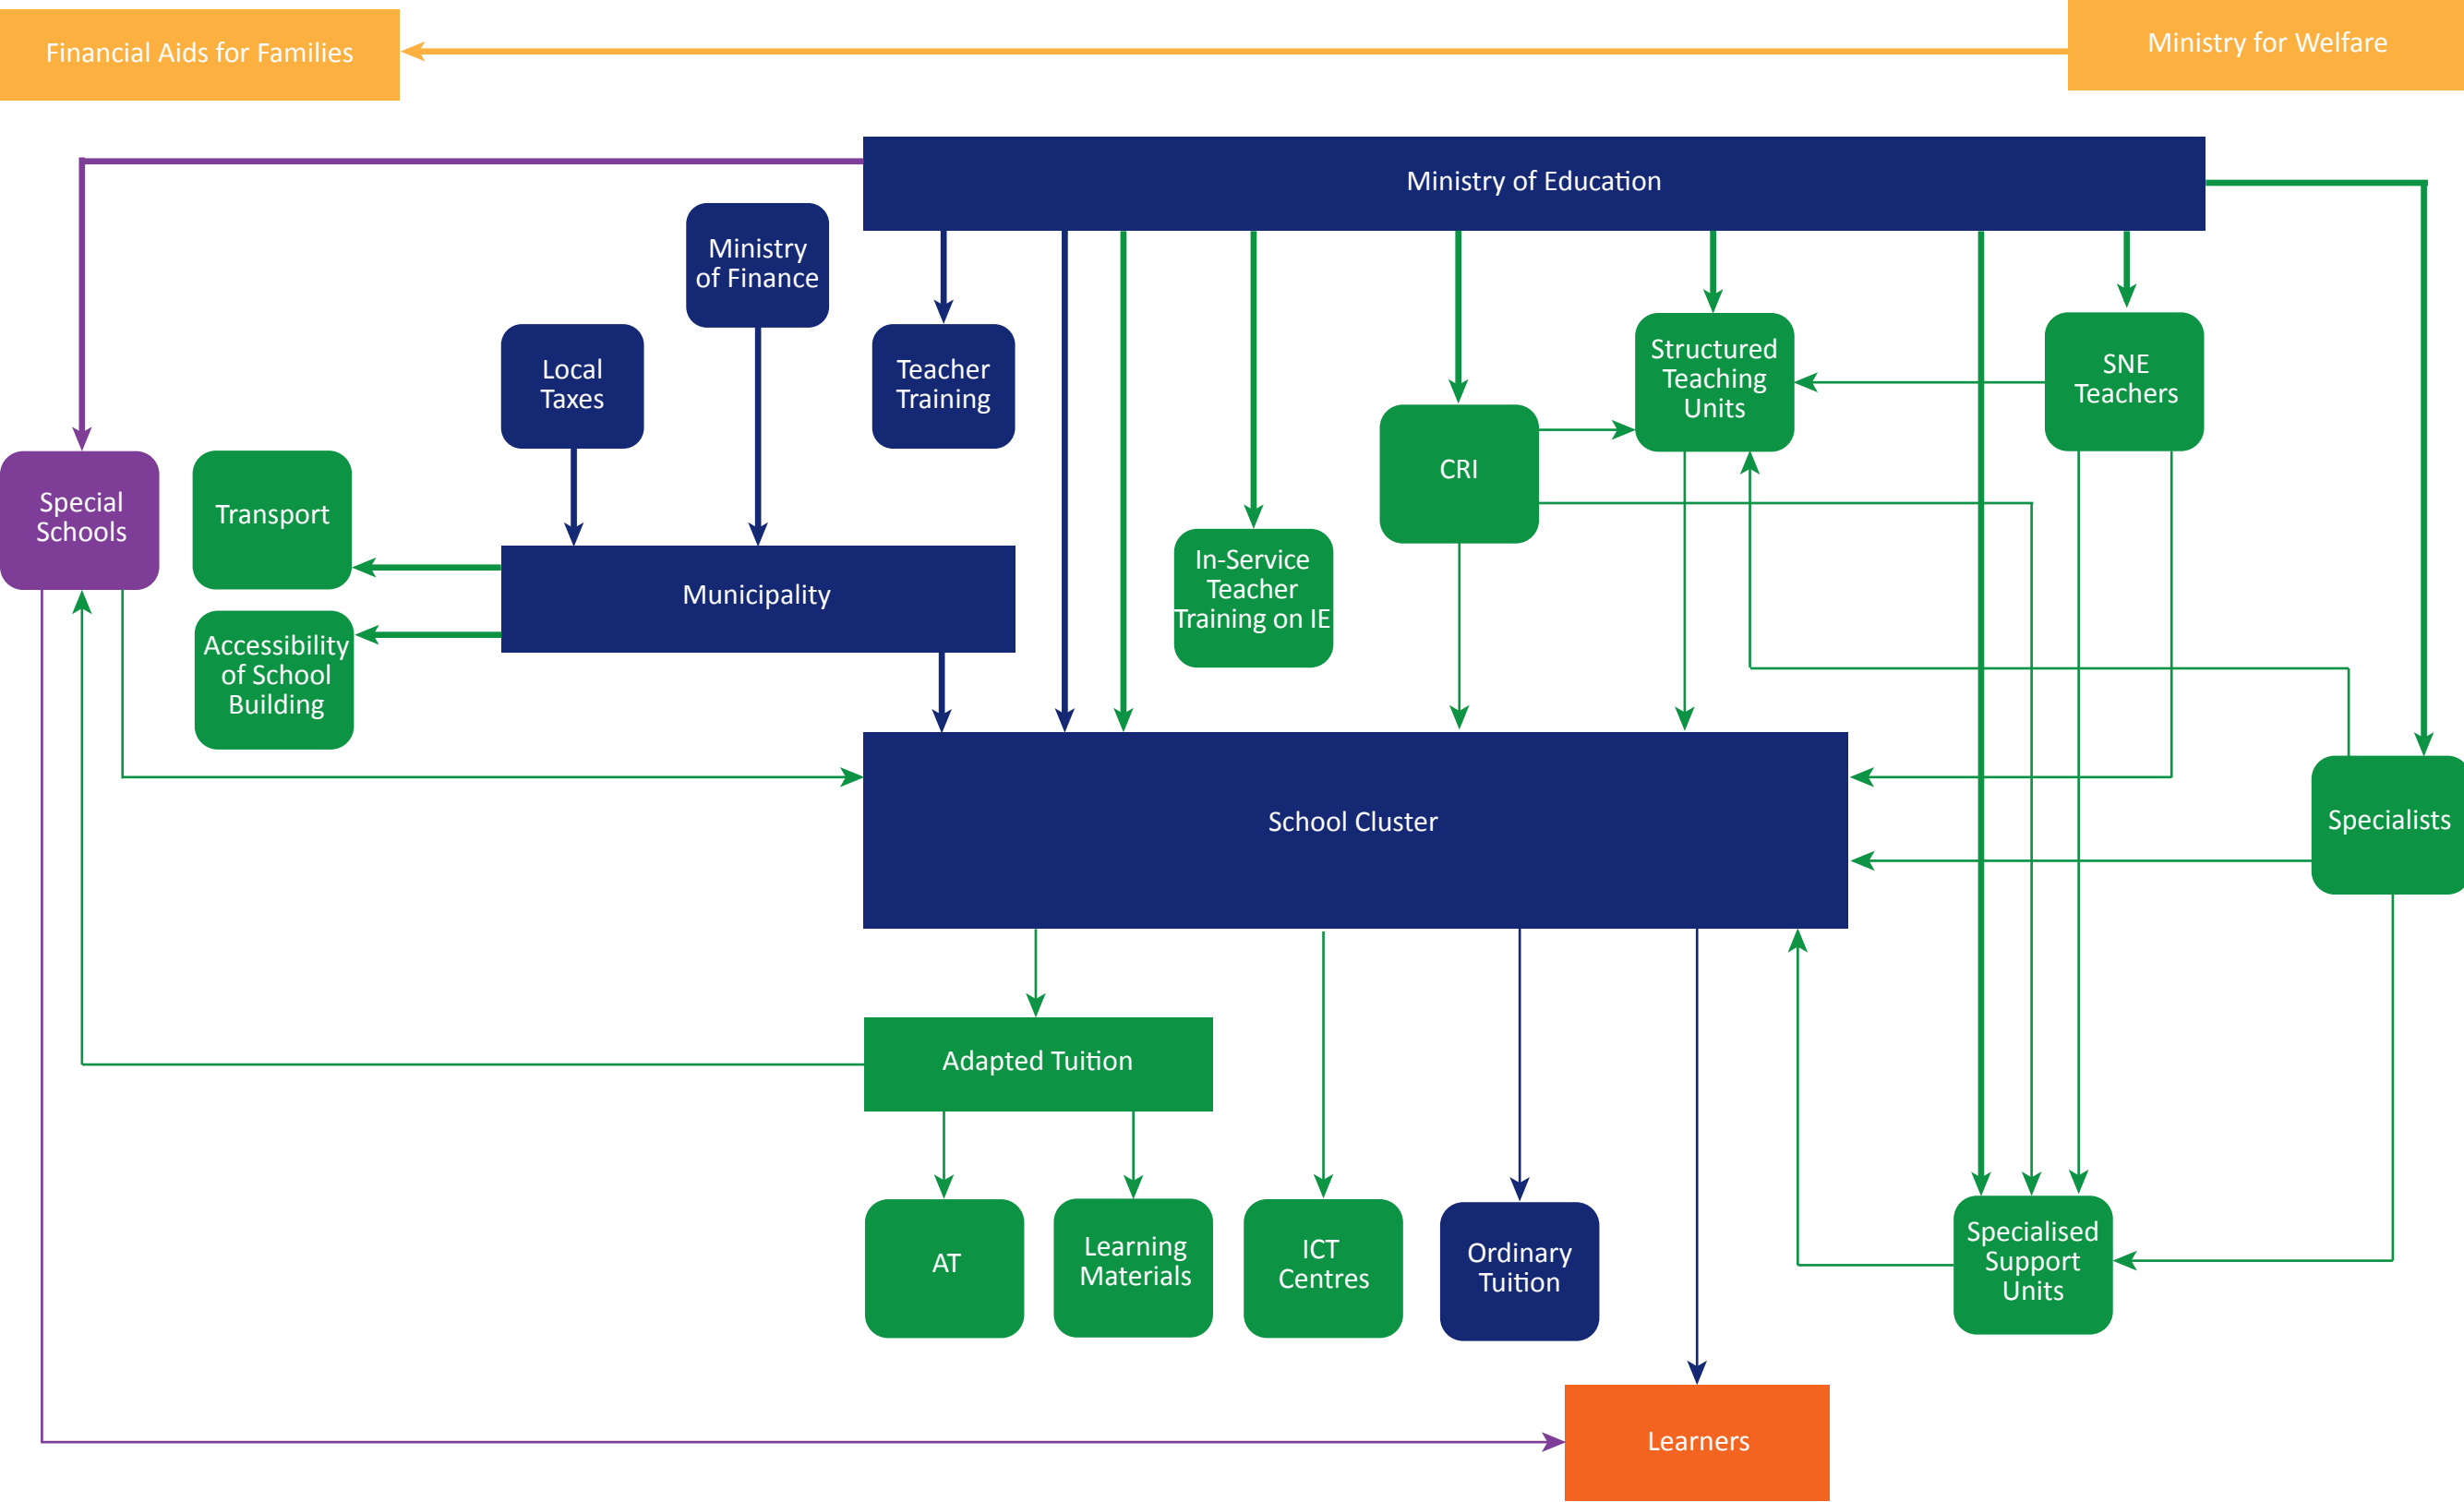 Financial Aids for Families
Ministry for Welfare
Ministry of Education
Ministry
of Finance
Local
Taxes
Teacher
Training
Structured
Teaching
Units
SNE
Teachers
CRI
Special
Schools
Transport
In-Service
Teacher
Training on IE
Municipality
Accessibility
of School
Building
School Cluster
Specialists
Adapted Tuition
AT
Learning
Materials
ICT
Centres
Ordinary
Tuition
Specialised
Support
Units
Learners